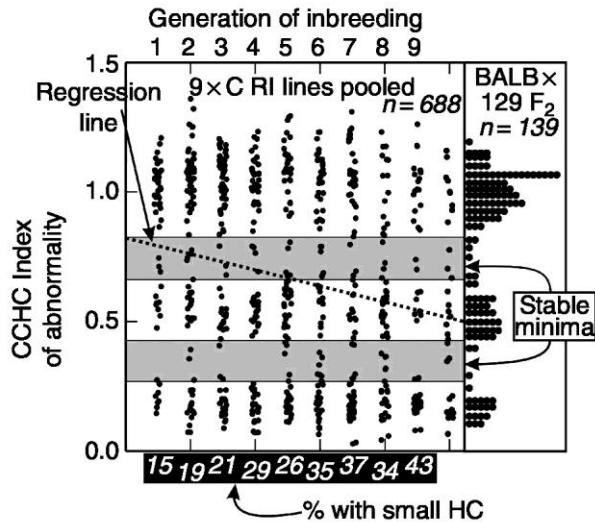 Generation of inbreeding
1 2 3 4 5 6 7 8 9
1.5
1.0
0.5
0.0
CCHC Index
of abnormality
Regression
line
9×C RI lines pooled
n= 688
BALB×
129 F2
n= 139
Stable
minima
15 19 21 29 26 35 37 34 43
% with small HC